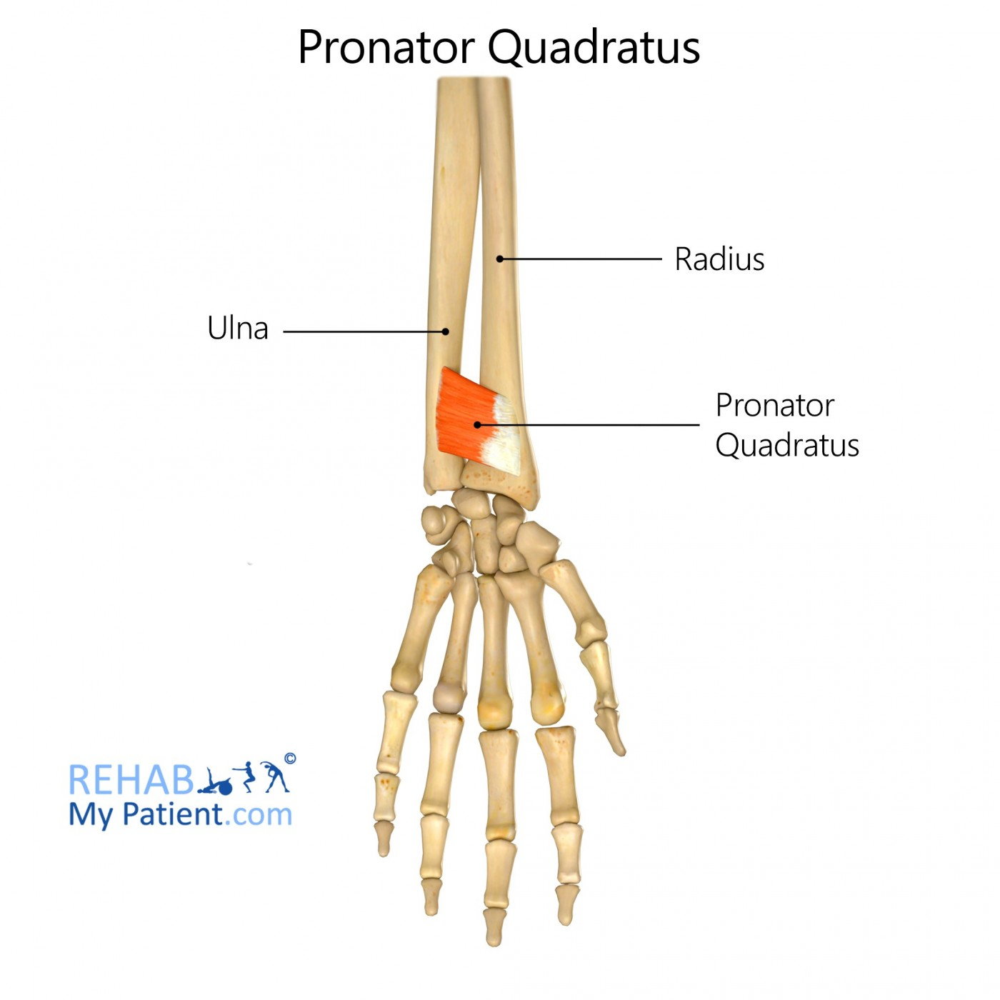 Pronator Quadratus
Radius
Ulna
Pronator
Quadratus
REHAB ©
My Patient.com